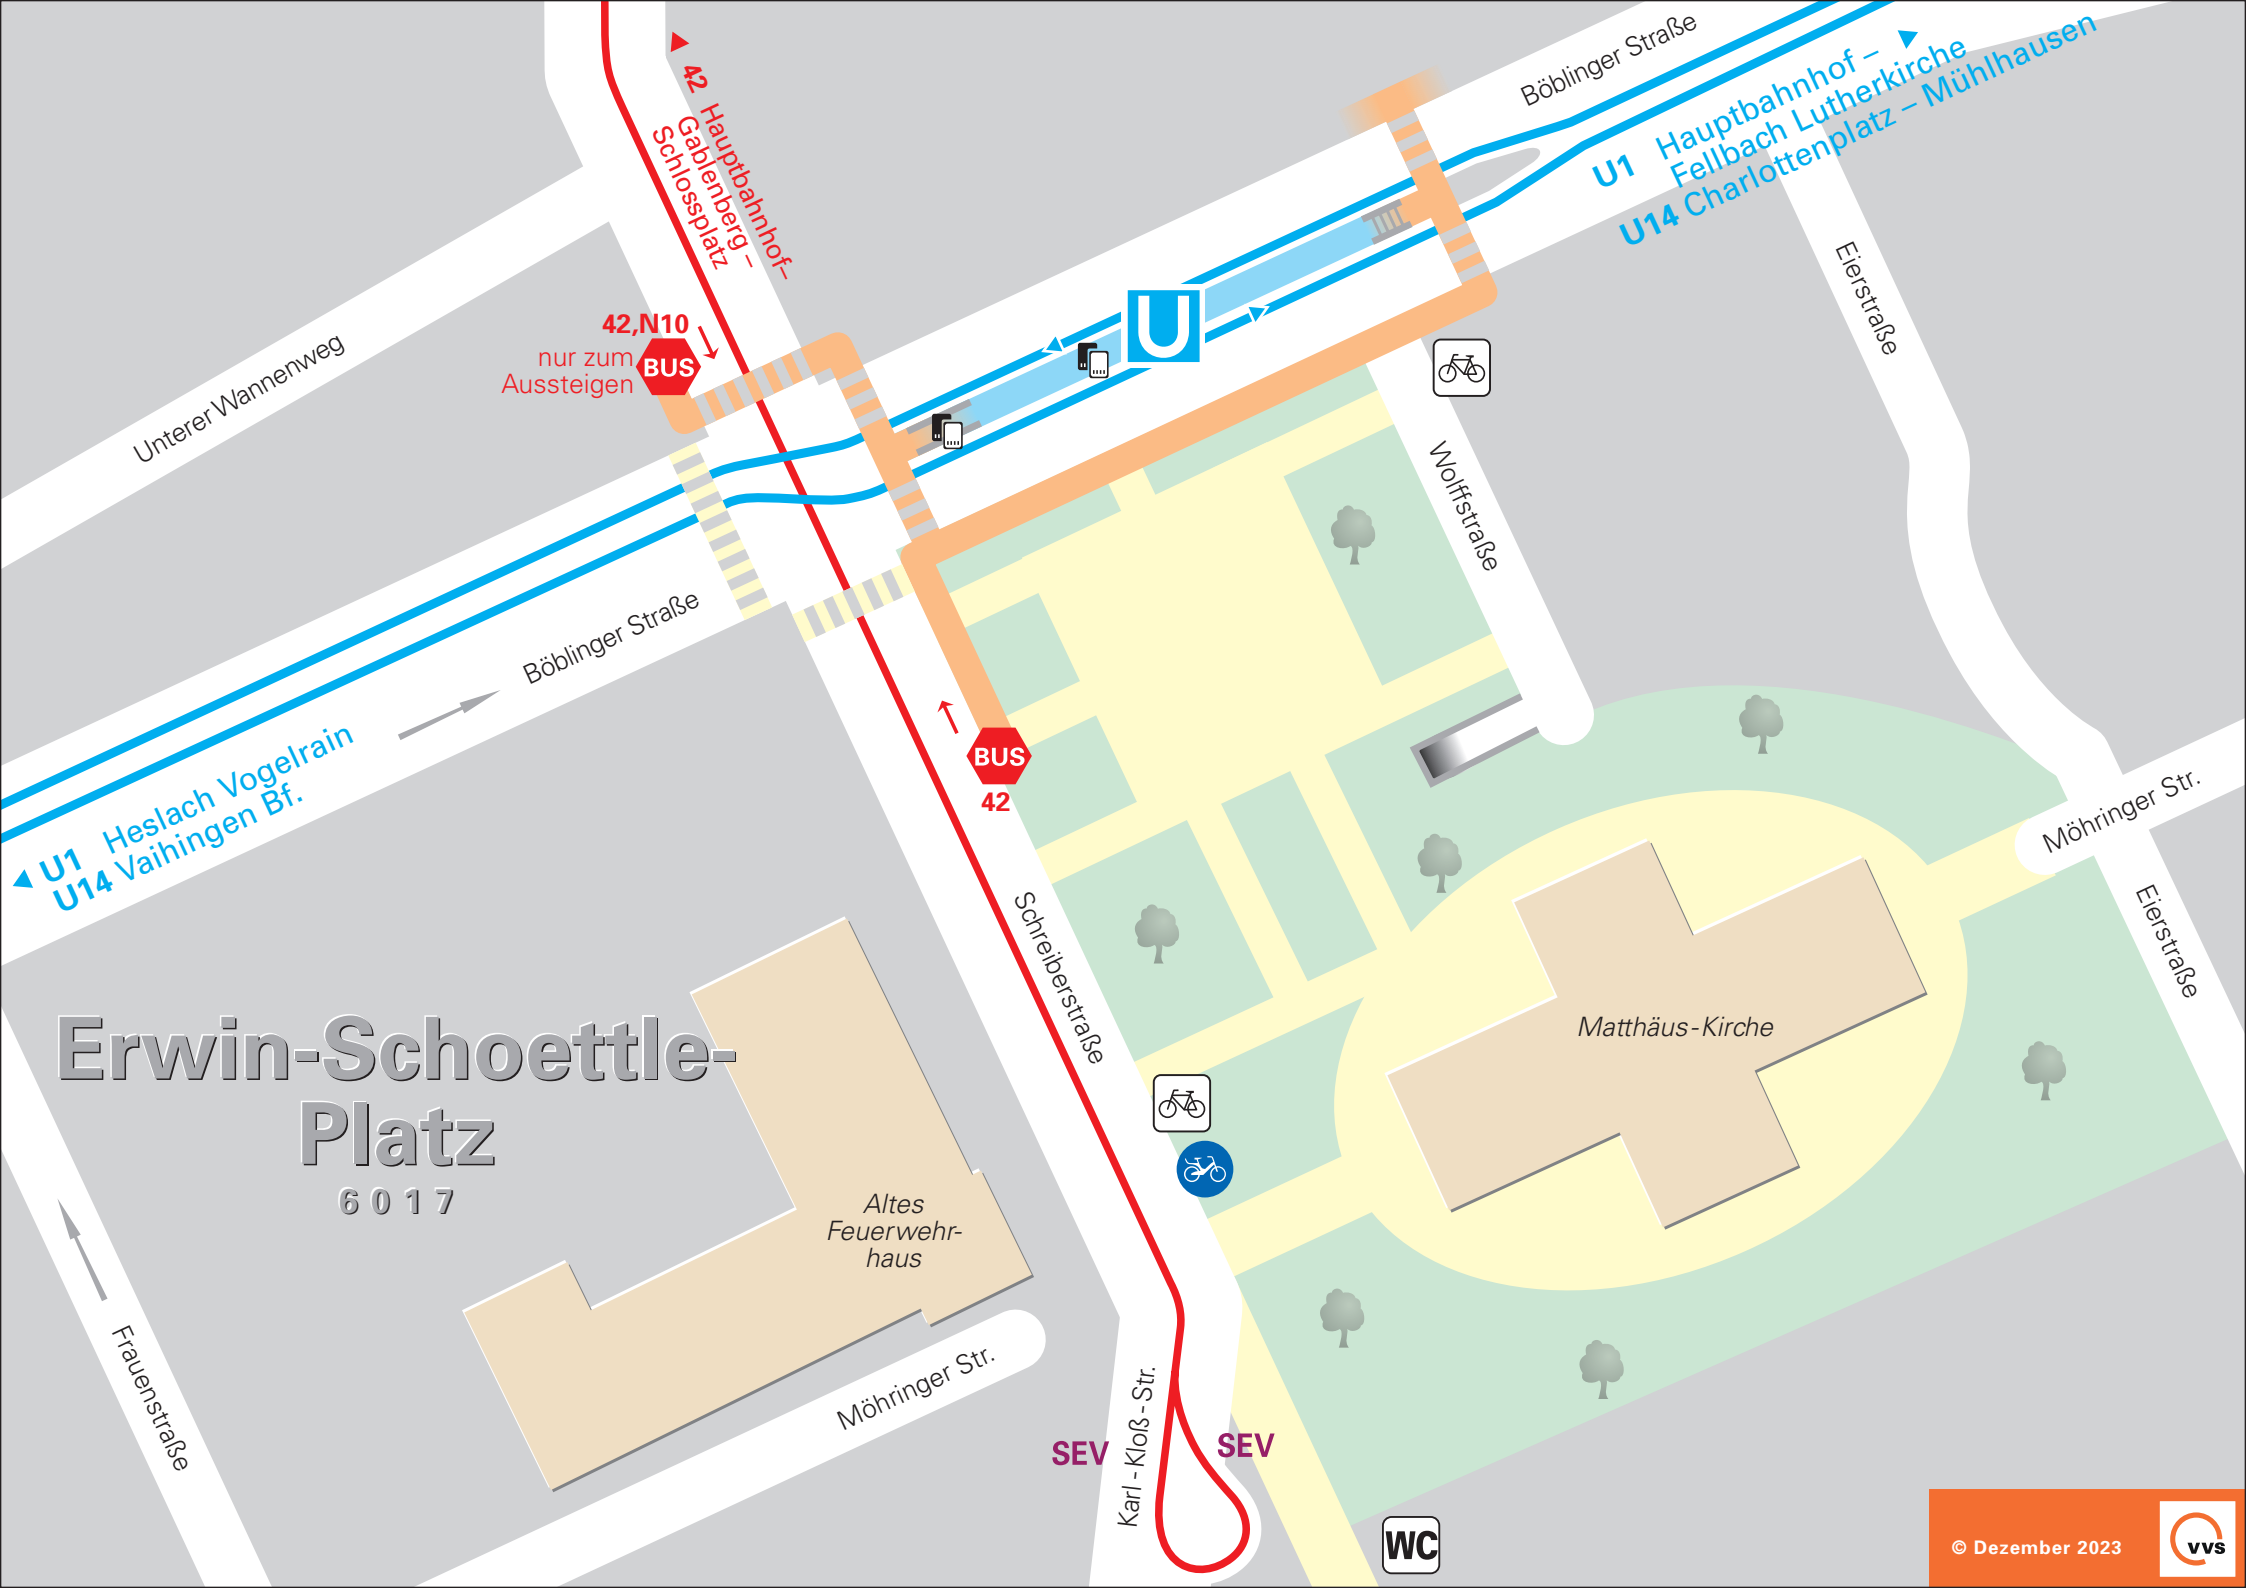 Böblinger Straße
Hauptbahnhof –
U1 Fellbach Lutherkirche
U14 Charlottenplatz – Mühlhausen
42 Hauptbahnhof–
Gablenberg –
Schlossplatz
Eierstraße
42,N10
nur zum
Aussteigen
BUS
U
Unterer Wannenweg
Wolffstraße
Böblinger Straße
BUS
42
U1 Heslach Vogelrain
U14 Vaihingen Bf.
Möhringer Str.
Eierstraße
Schreiberstraße
Erwin-Schoettle-
Platz
6017
Matthäus-Kirche
Altes
Feuerwehr-
haus
Frauenstraße
Möhringer Str.
Karl-Kloß-Str.
SEV
SEV
WC
© Dezember 2023
vvs